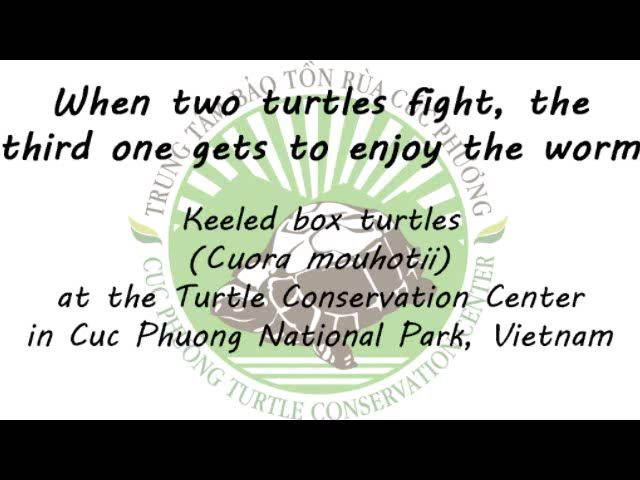 When two turtles fight, the
third one gets to enjoy the worm
Keeled box turtles
(Cuora mouhotii)
at the Turtle Conservation Center
in Cuc Phuong National Park, Vietnam
TRUNG TÂM BẢO TỒN RÙA CÚC PHƯƠNG
CUC PHUONG TURTLE CONSERVATION CENTER